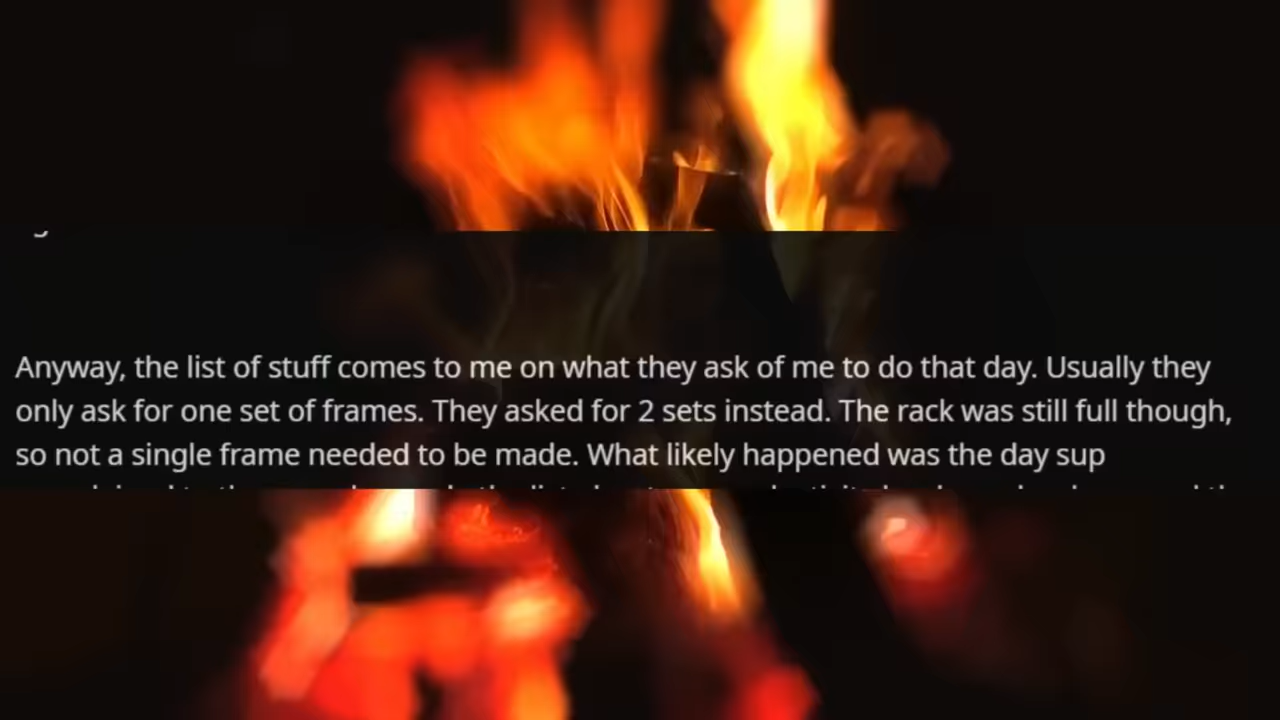 Anyway, the list of stuff comes to me on what they ask of me to do that day. Usually they
only ask for one set of frames. They asked for 2 sets instead. The rack was still full though,
so not a single frame needed to be made. What likely happened was the day sup